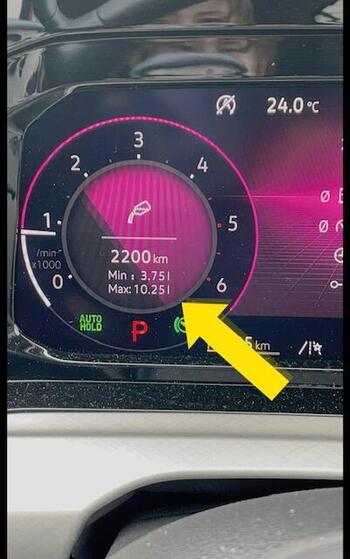 24.0 °C
3
2
4
1
5
/min
x1000
0
6
2200 km
Min : 3.75l
Max: 10.25l
AUTO
HOLD
P
5 km